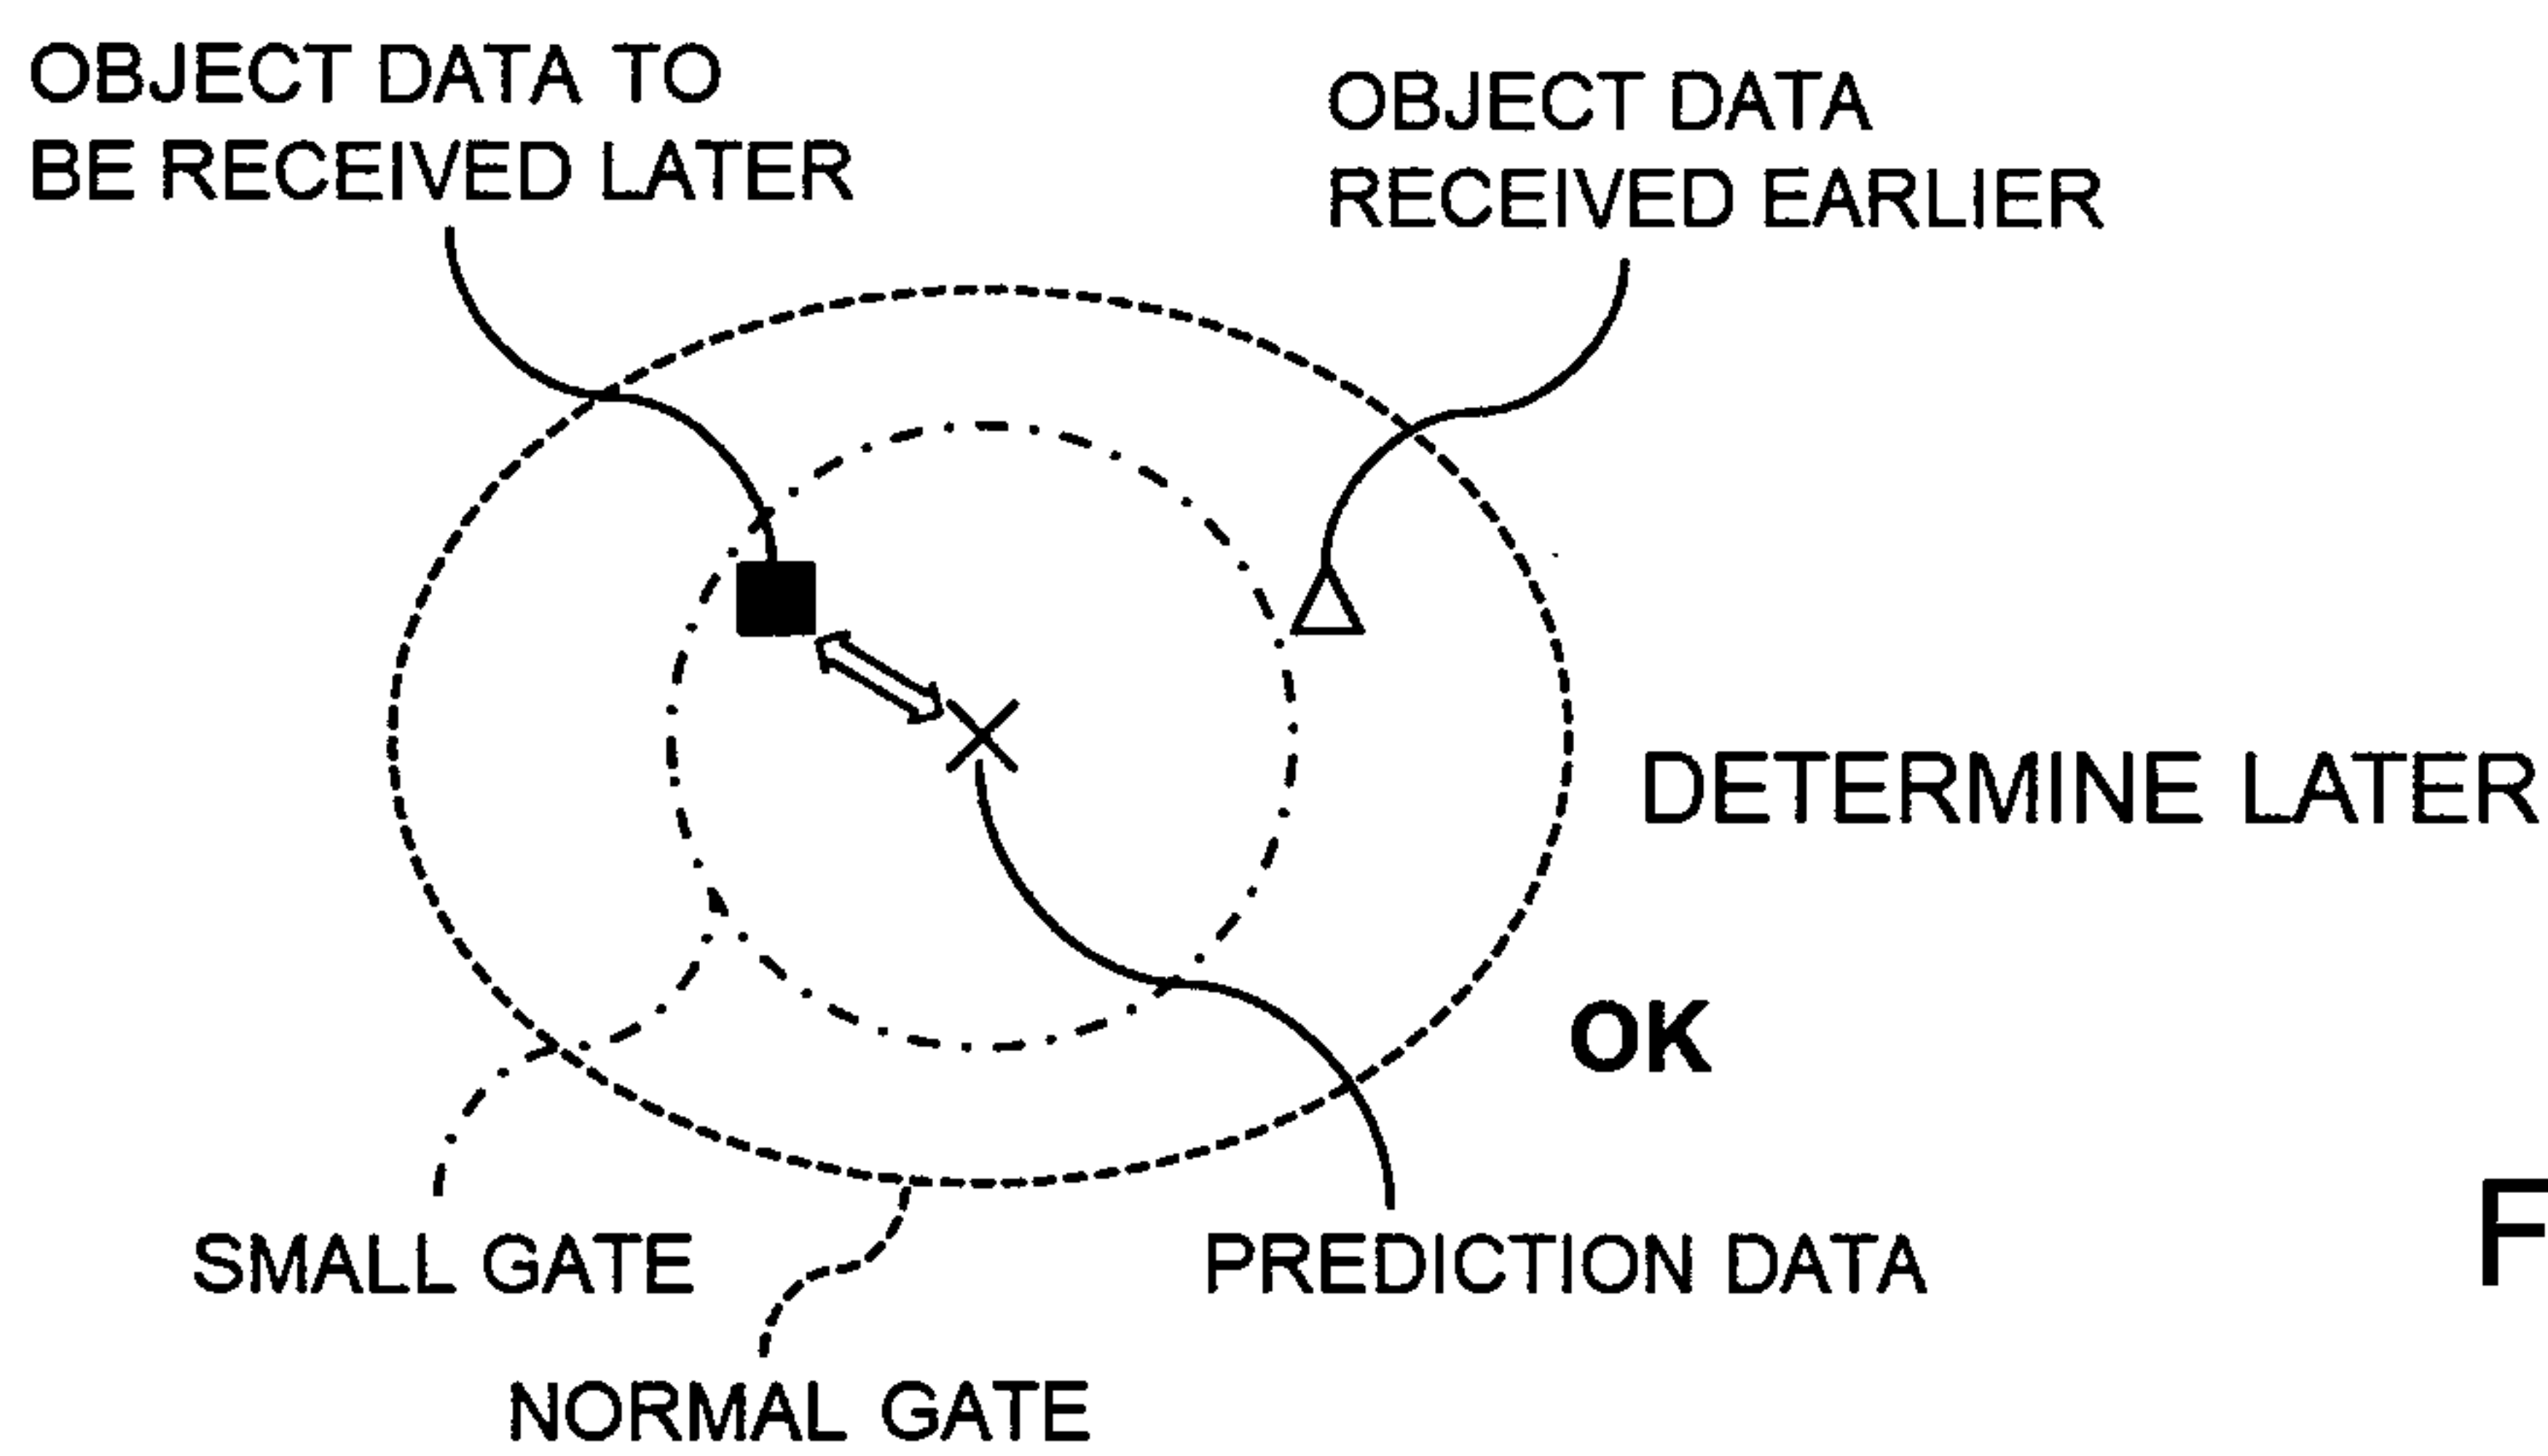 OBJECT DATA TO
BE RECEIVED LATER
OBJECT DATA
RECEIVED EARLIER
DETERMINE LATER
OK
SMALL GATE
PREDICTION DATA
NORMAL GATE
F